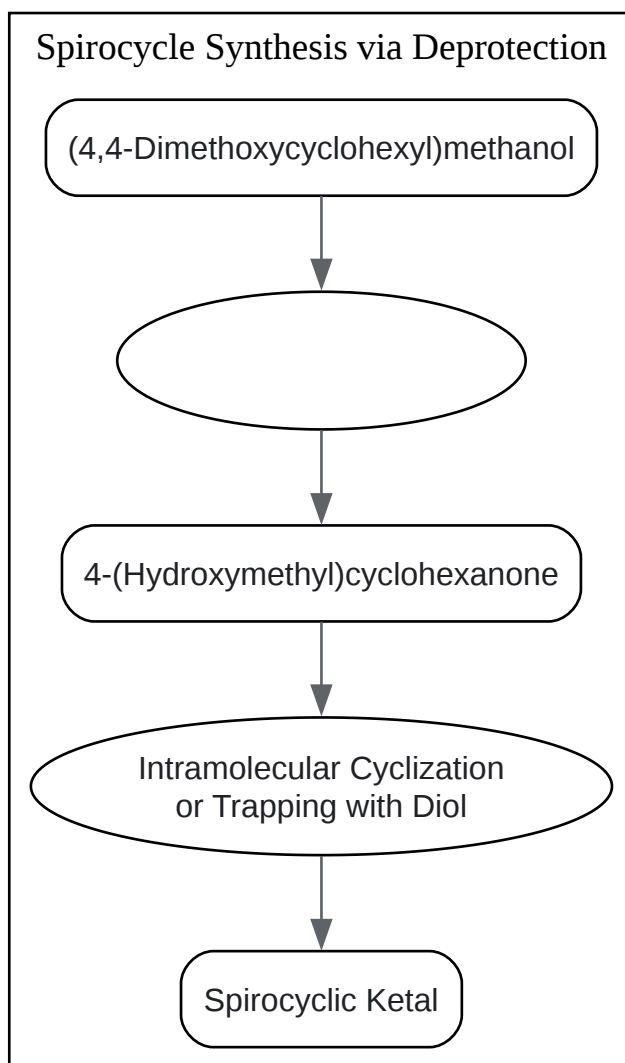 Spirocycle Synthesis via Deprotection
(4,4-Dimethoxycyclohexyl)methanol
4-(Hydroxymethyl)cyclohexanone
Intramolecular Cyclization
or Trapping with Diol
Spirocyclic Ketal